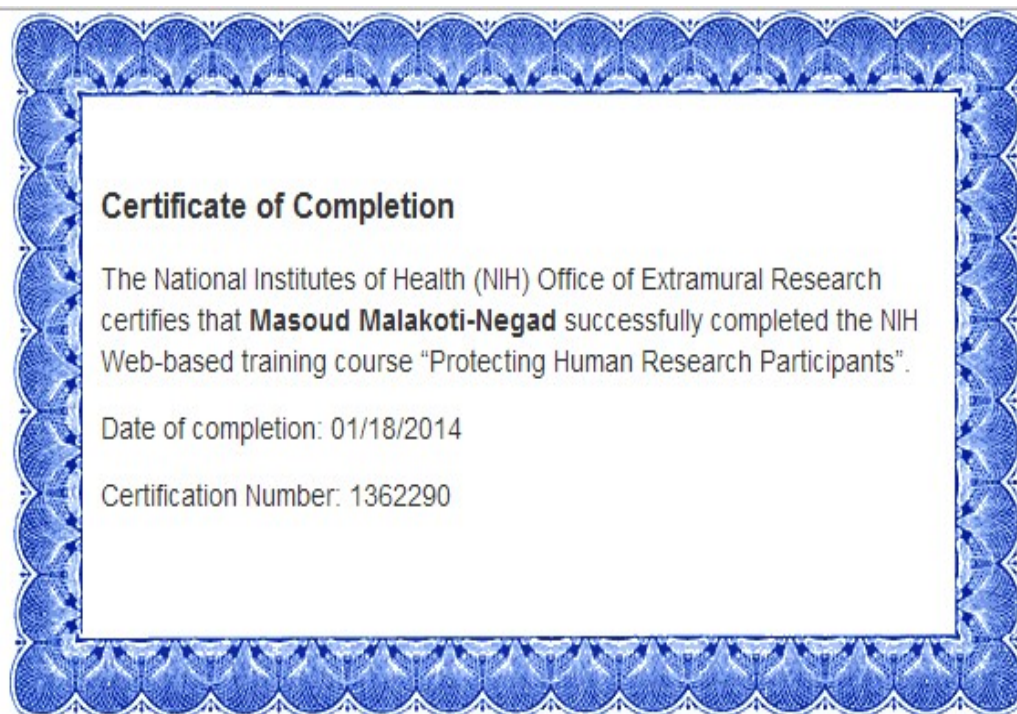 Certificate of Completion
The National Institutes of Health (NIH) Office of Extramural Research
certifies that Masoud Malakoti-Negad successfully completed the NIH
Web-based training course “Protecting Human Research Participants”.
Date of completion: 01/18/2014
Certification Number: 1362290